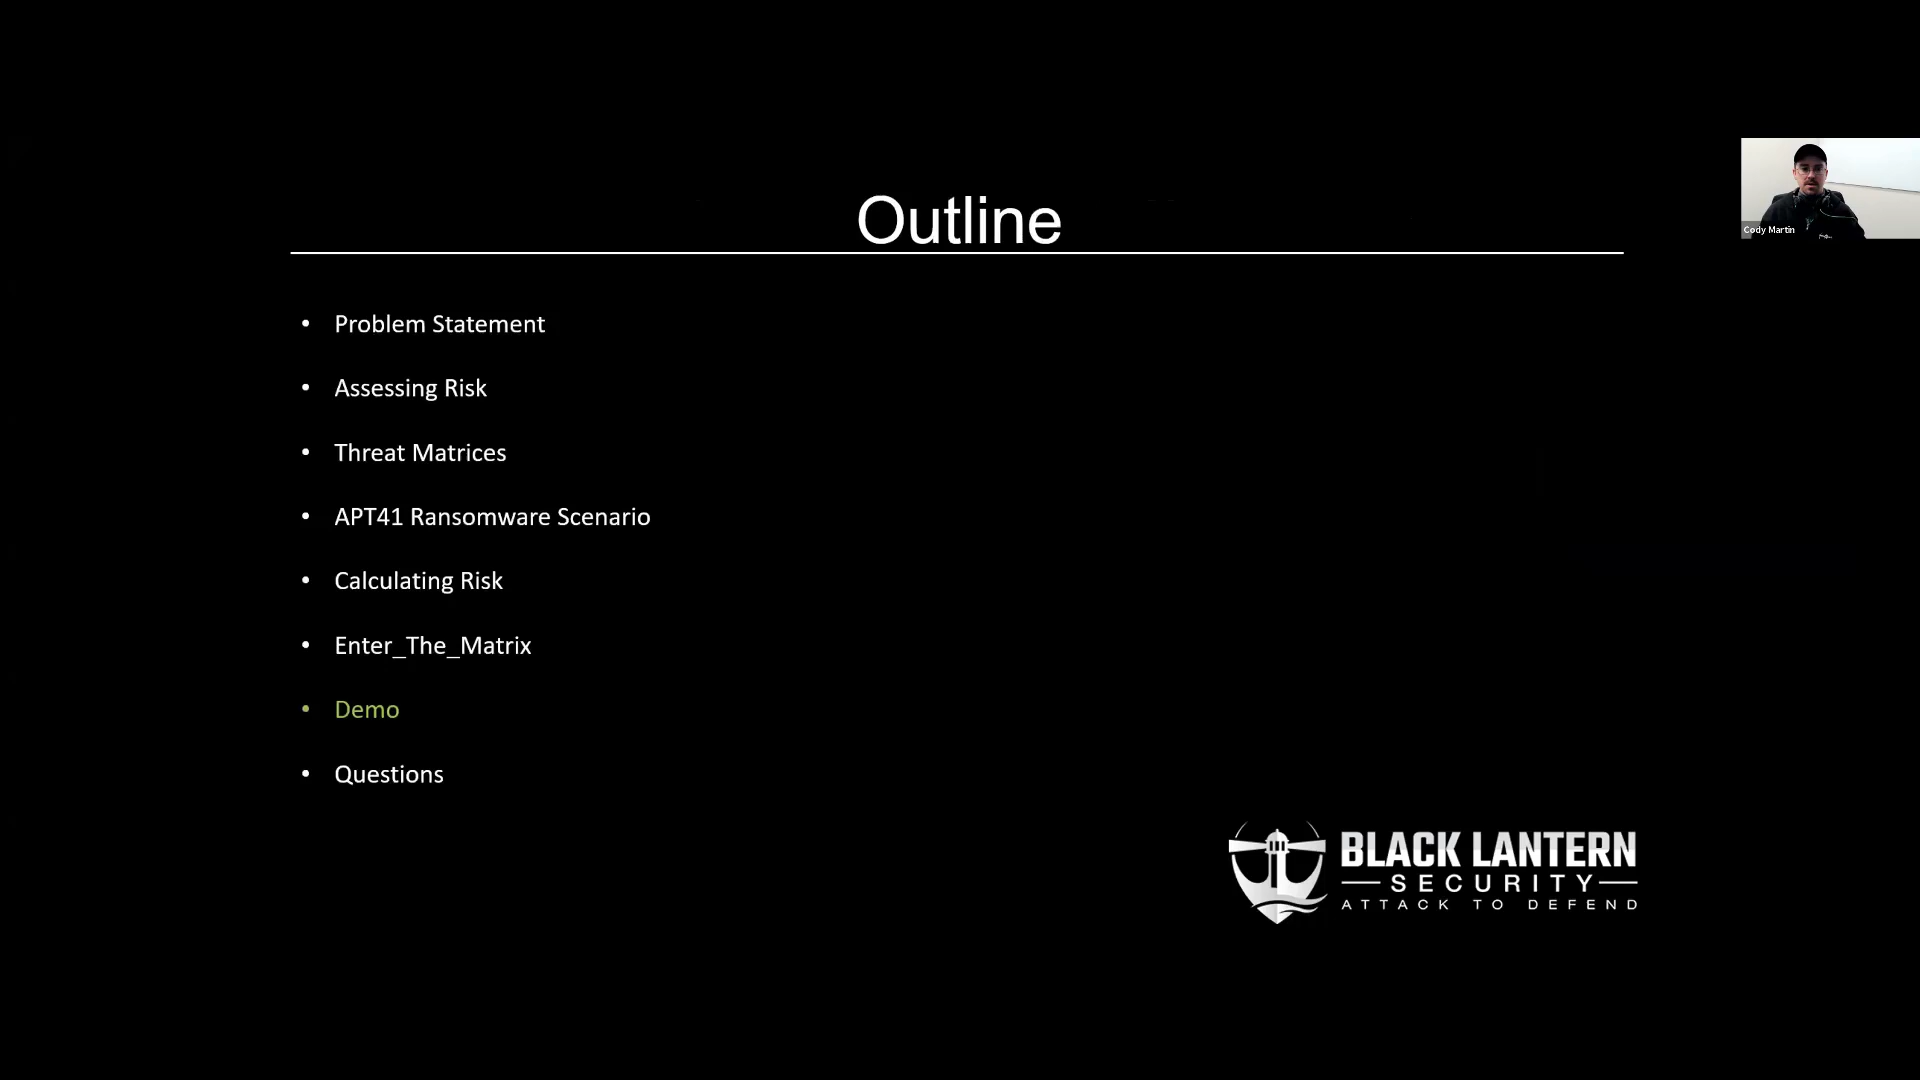 Outline
Cody Martin
• Problem Statement
• Assessing Risk
• Threat Matrices
• APT41 Ransomware Scenario
• Calculating Risk
• Enter_The_Matrix
• Demo
• Questions
BLACK LANTERN
SECURITY
ATTACK TO DEFEND